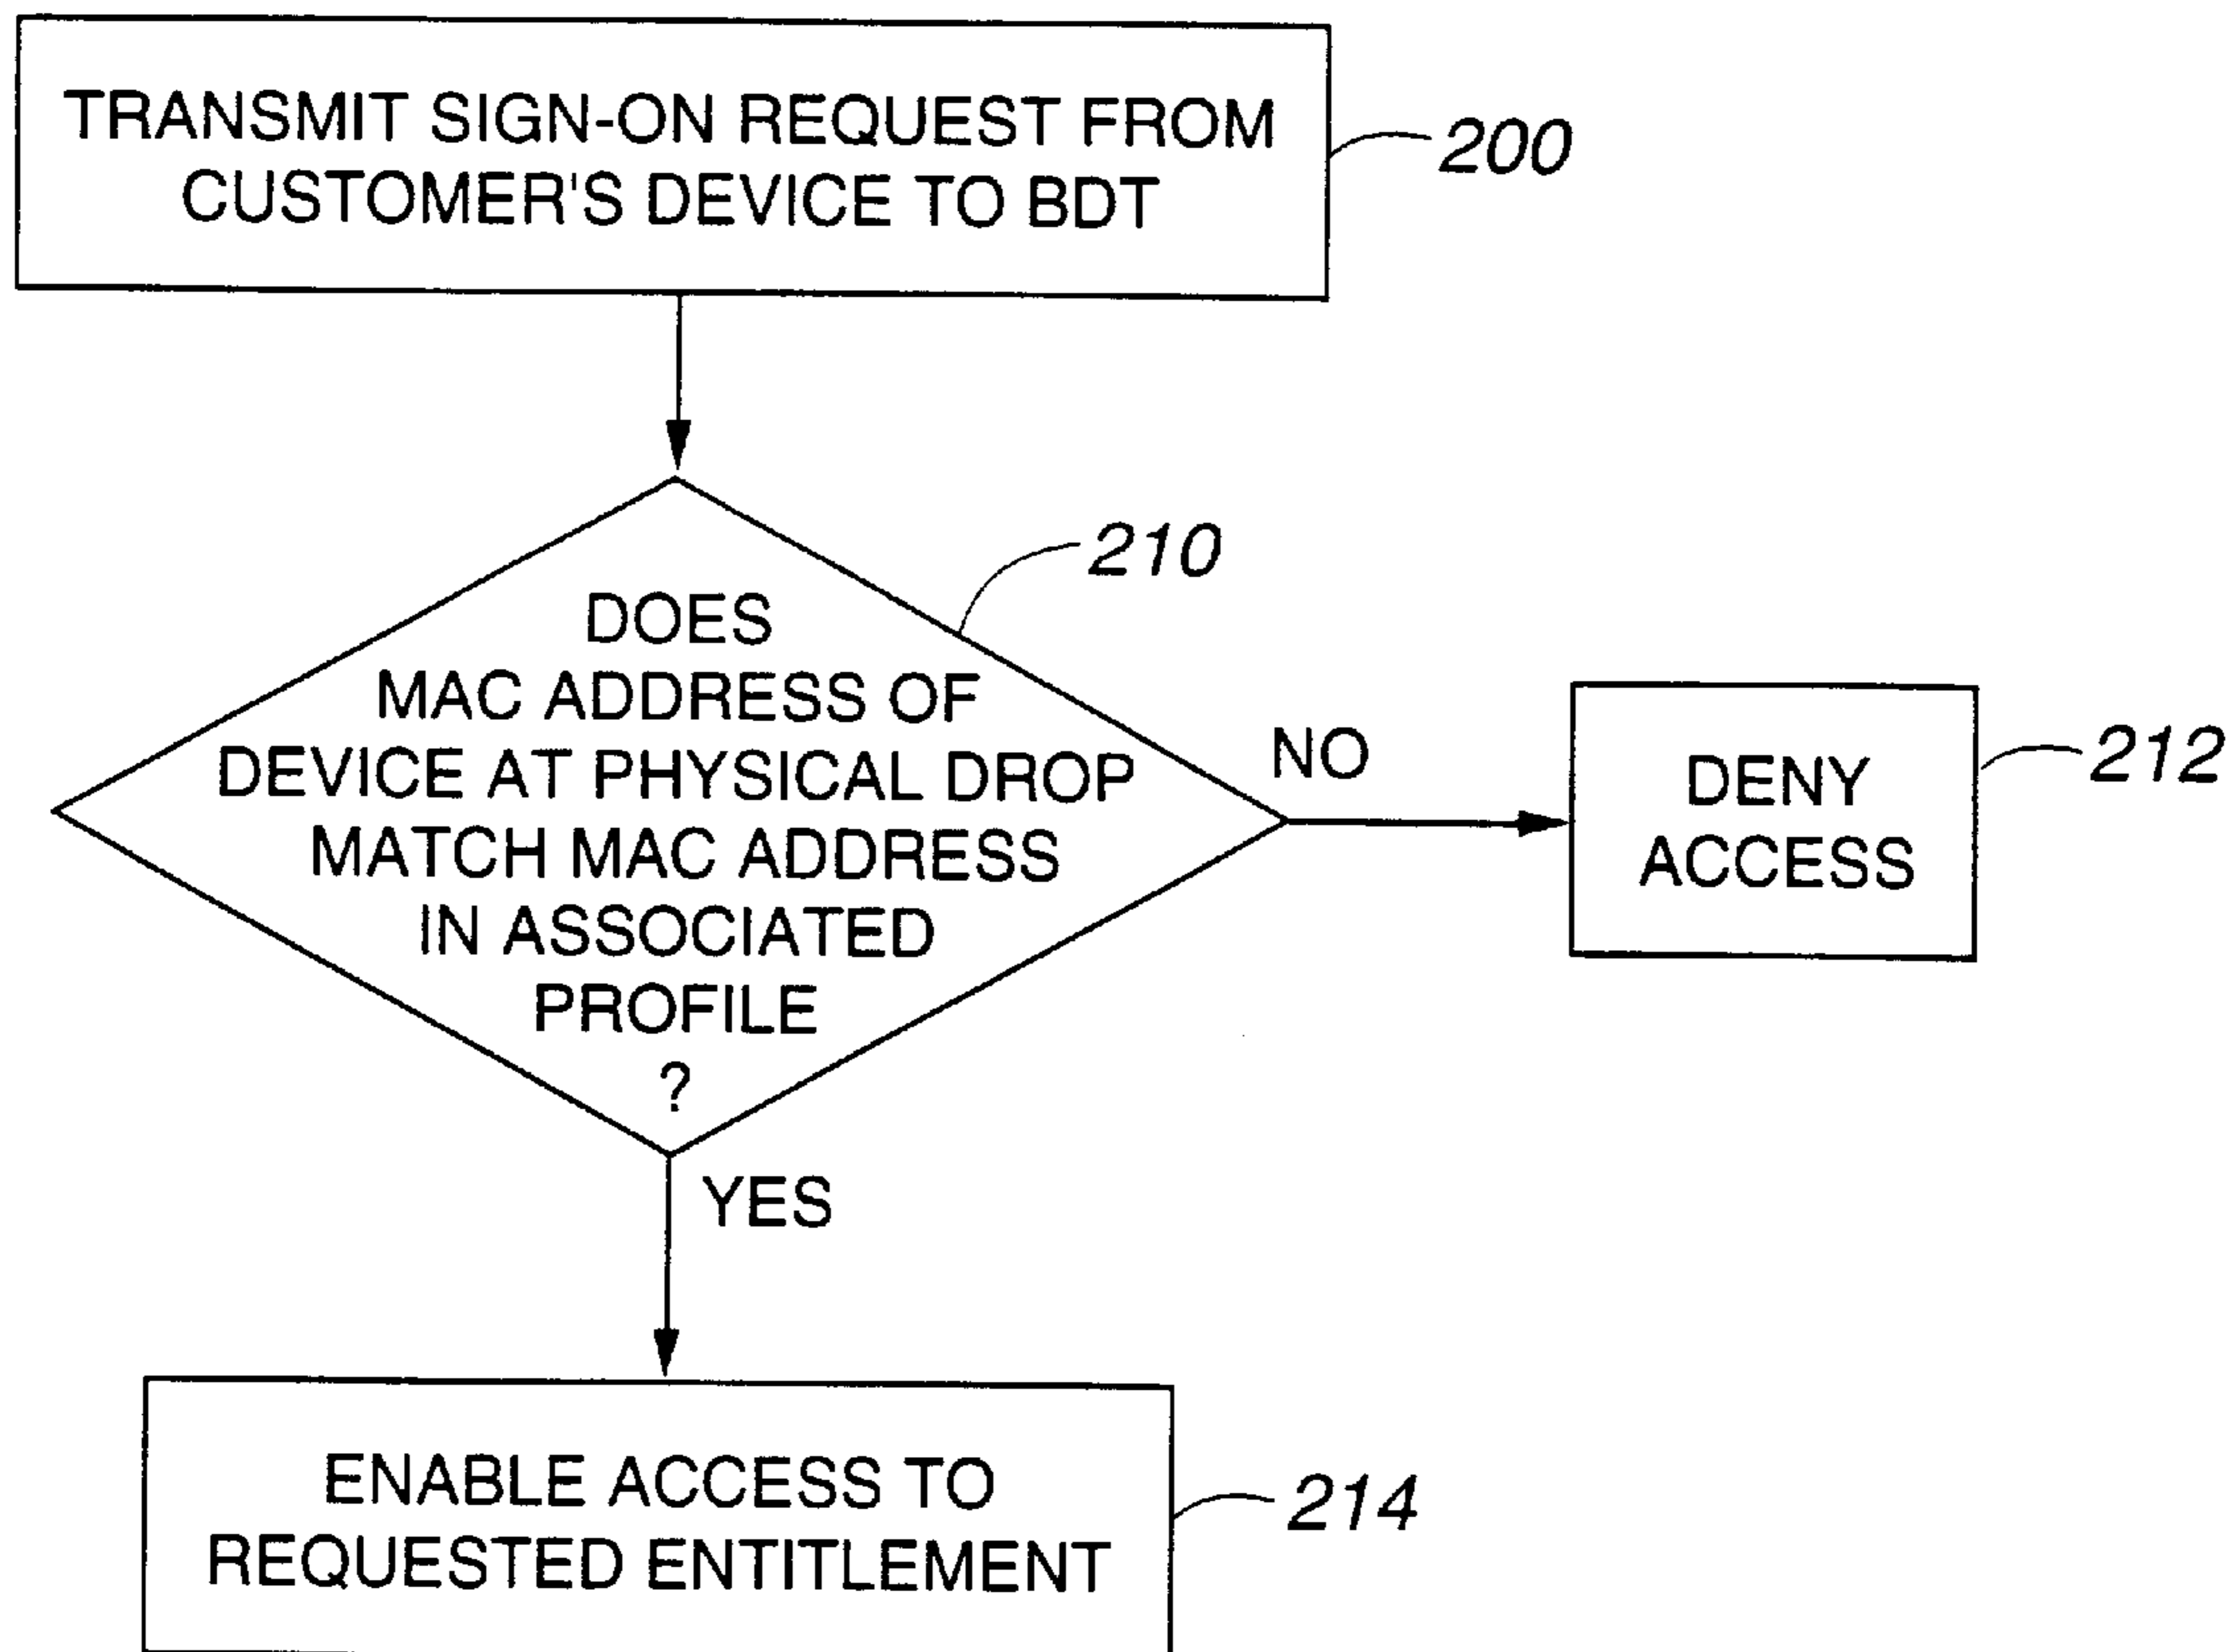 TRANSMIT SIGN-ON REQUEST FROM
CUSTOMER'S DEVICE TO BDT
200
210
DOES
MAC ADDRESS OF
DEVICE AT PHYSICAL DROP
MATCH MAC ADDRESS
IN ASSOCIATED
PROFILE
?
NO
DENY
ACCESS
212
YES
ENABLE ACCESS TO
REQUESTED ENTITLEMENT
214